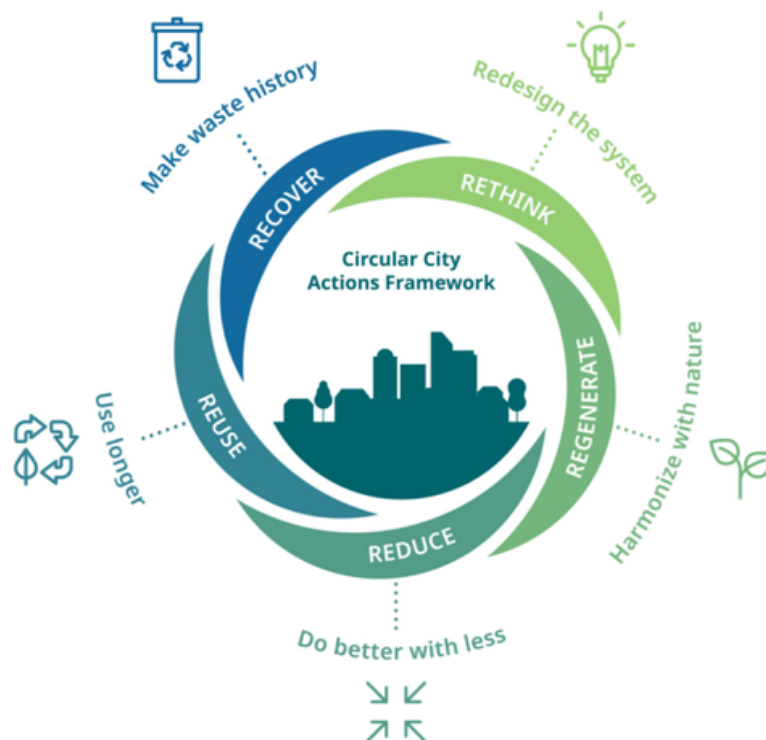 Circular City
Actions Framework
RETHINK
Redesign the system
REGENERATE
Harmonize with nature
REDUCE
Do better with less
REUSE
Use longer
RECOVER
Make waste history